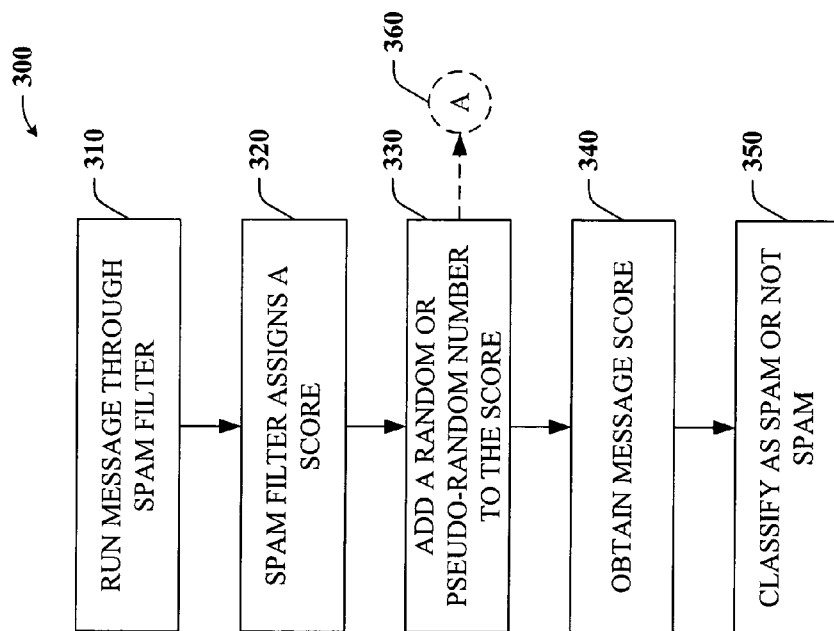 300
310
RUN MESSAGE THROUGH
SPAM FILTER
320
SPAM FILTER ASSIGNS A
SCORE
330
ADD A RANDOM OR
PSEUDO-RANDOM NUMBER
TO THE SCORE
360
A
340
OBTAIN MESSAGE SCORE
350
CLASSIFY AS SPAM OR NOT
SPAM